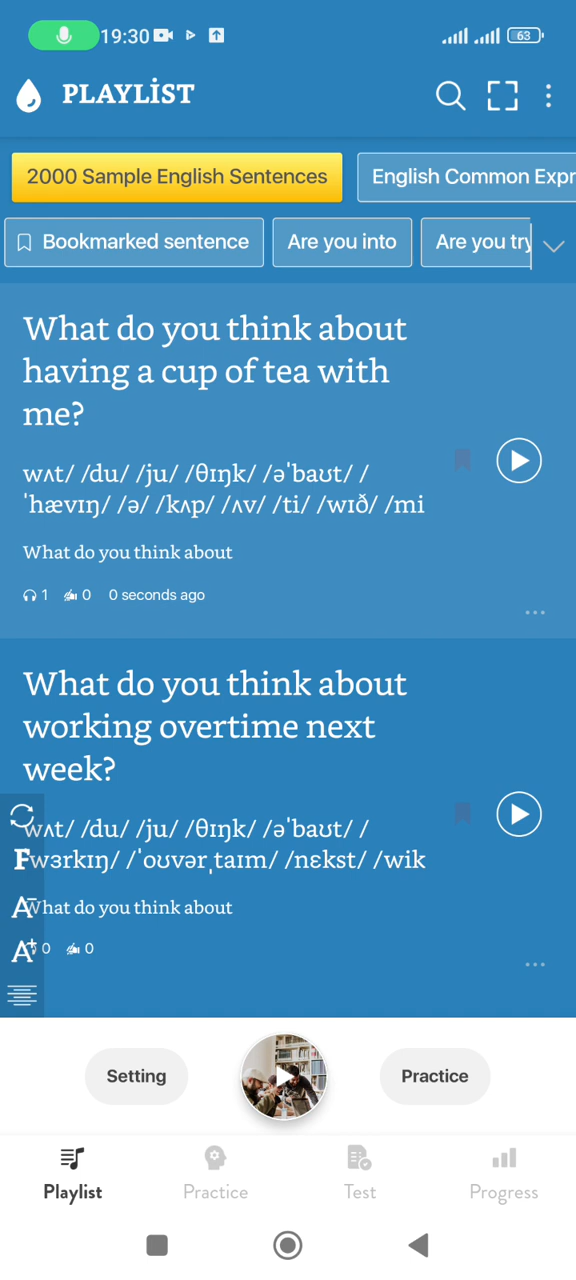 19:30
63
PLAYLİST
2000 Sample English Sentences
English Common Expr
Bookmarked sentence
Are you into
Are you try
What do you think about
having a cup of tea with
me?
wʌt/ /du/ /ju/ /θɪŋk/ /əˈbaʊt/ /
ˈhævɪŋ/ /ə/ /kʌp/ /ʌv/ /ti/ /wɪð/ /mi
What do you think about
1 0 0 seconds ago
What do you think about
working overtime next
week?
wʌt/ /du/ /ju/ /θɪŋk/ /əˈbaʊt/ /
F wɜrkɪŋ/ /ˈoʊvərˌtaɪm/ /nɛkst/ /wik
A- What do you think about
A+ 0 0
Setting
Practice
Playlist
Practice
Test
Progress